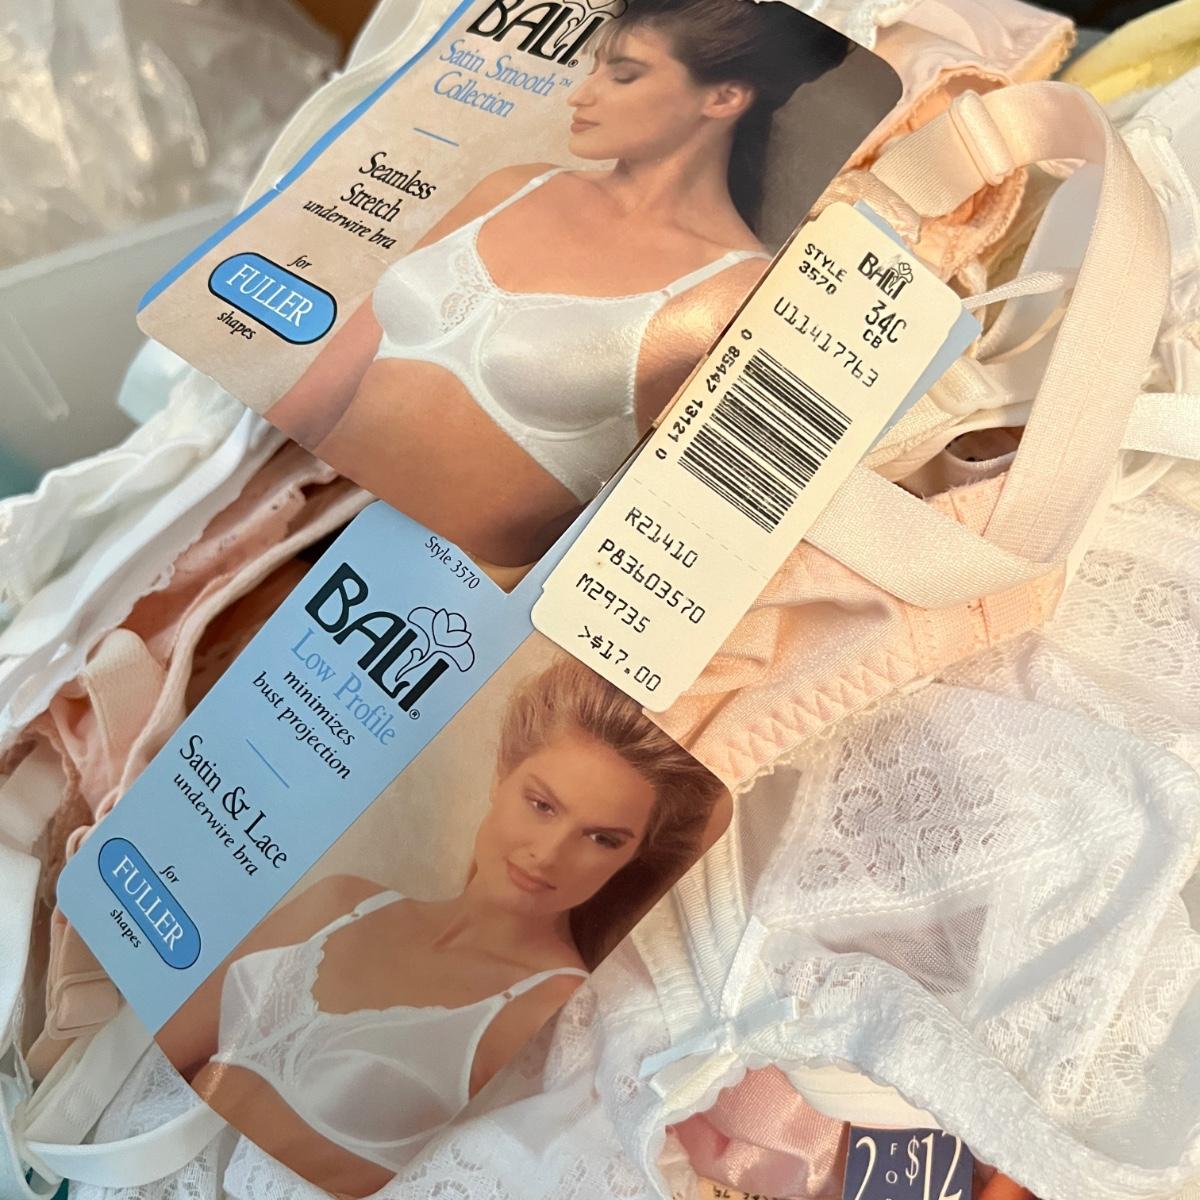 BALI®
Satin Smooth™
Collection
Seamless
Stretch
underwire bra
for
FULLER
shapes
STYLE
3570
BALI
34C
CB
U11417763
0 85447 13121 0
R21410
P83603570
M29735
>$17.00
Style 3570
BALI®
Low Profile
minimizes
bust projection
Satin & Lace
underwire bra
for
FULLER
shapes
2 FO $12